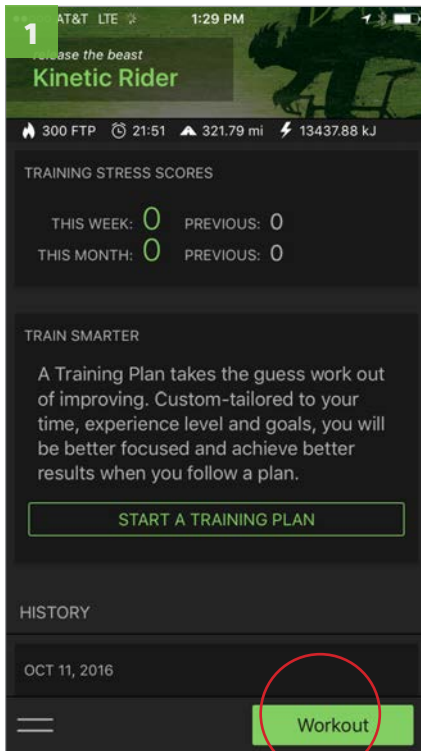 1
AT&T LTE 1:29 PM
release the beast
Kinetic Rider
300 FTP 21:51 321.79 mi 13437.88 kJ
TRAINING STRESS SCORES
THIS WEEK: 0 PREVIOUS: 0
THIS MONTH: 0 PREVIOUS: 0
TRAIN SMARTER
A Training Plan takes the guess work out
of improving. Custom-tailored to your
time, experience level and goals, you will
be better focused and achieve better
results when you follow a plan.
START A TRAINING PLAN
HISTORY
OCT 11, 2016
Workout